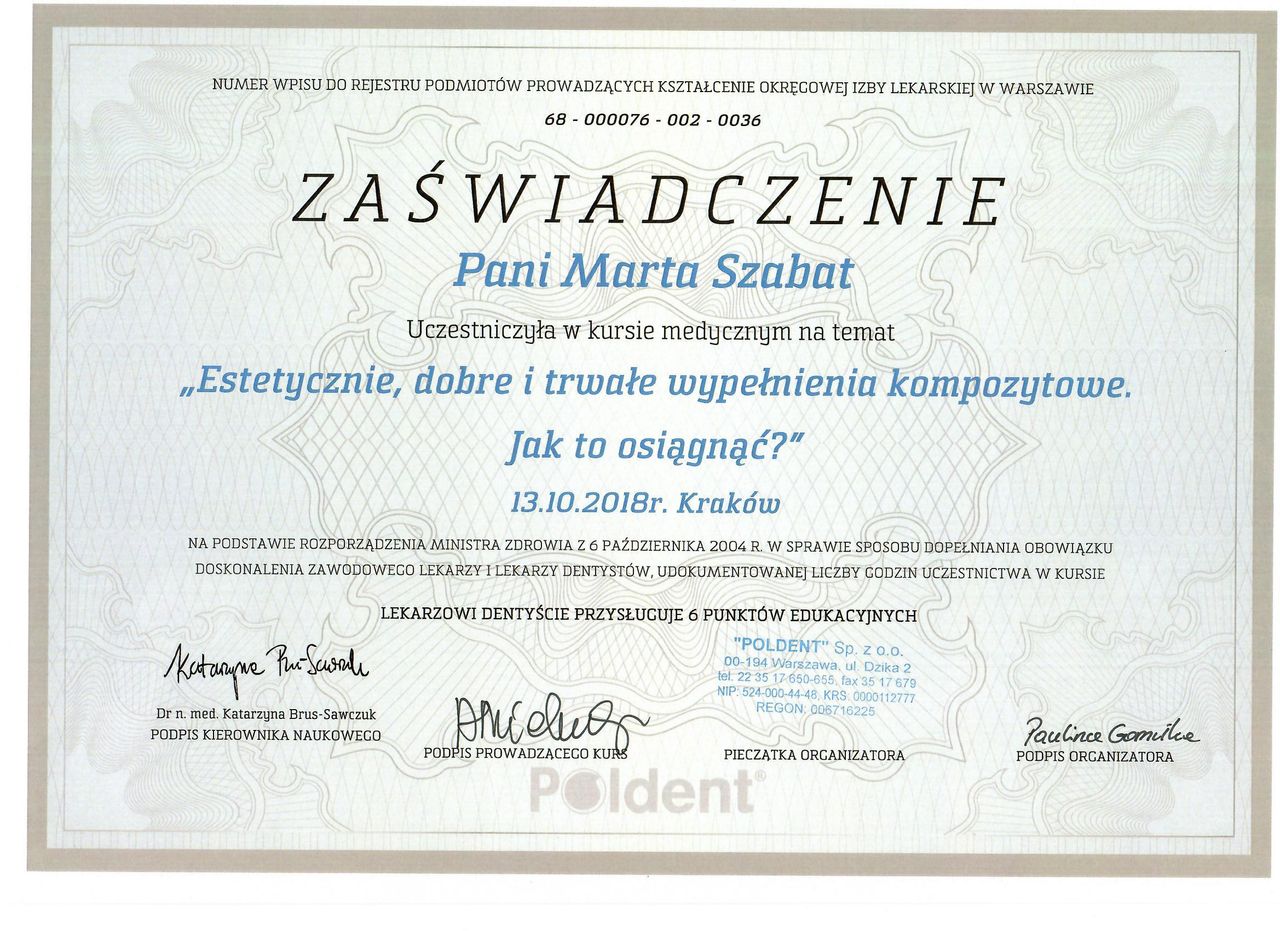 NUMER WPISU DO REJESTRU PODMIOTÓW PROWADZĄCYCH KSZTAŁCENIE OKRĘGOWEJ IZBY LEKARSKIEJ W WARSZAWIE
68 - 000076 - 002 - 0036
ZAŚWIADCZENIE
Pani Marta Szabat
Uczestniczyła w kursie medycznym na temat
„Estetycznie, dobre i trwałe wypełnienia kompozytowe.
Jak to osiągnąć?”
13.10.2018r. Kraków
NA PODSTAWIE ROZPORZĄDZENIA MINISTRA ZDROWIA Z 6 PAŹDZIERNIKA 2004 R. W SPRAWIE SPOSOBU DOPEŁNIANIA OBOWIĄZKU
DOSKONALENIA ZAWODOWEGO LEKARZY I LEKARZY DENTYSTÓW, UDOKUMENTOWANEJ LICZBY GODZIN UCZESTNICTWA W KURSIE
LEKARZOWI DENTYŚCIE PRZYSŁUGUJE 6 PUNKTÓW EDUKACYJNYCH
Katarzyna
Dr n. med. Katarzyna Brus-Sawczuk
PODPIS KIEROWNIKA NAUKOWEGO
PODPIS PROWADZĄCEGO KURS
"POLDENT" Sp. z o.o.
00-194 Warszawa, ul. Dzika 2
tel. 22 35 17 650-655, fax 35 17 679
NIP: 524-000-44-48, KRS: 0000112777
REGON: 006716225
PIECZĄTKA ORGANIZATORA
PODPIS ORGANIZATORA
Poldent®